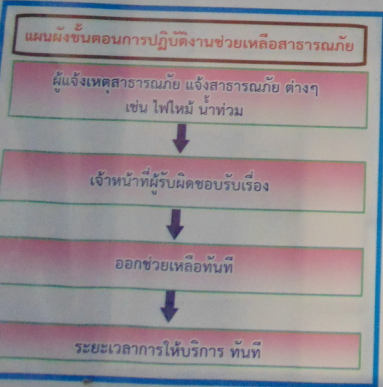 แผนผังขั้นตอนการปฏิบัติงานช่วยเหลือสาธารณภัย
ผู้แจ้งเหตุสาธารณภัย แจ้งสาธารณภัย ต่างๆ
เช่น ไฟไหม้ น้ำท่วม
เจ้าหน้าที่ผู้รับผิดชอบรับเรื่อง
ออกช่วยเหลือทันที
ระยะเวลาการให้บริการ ทันที